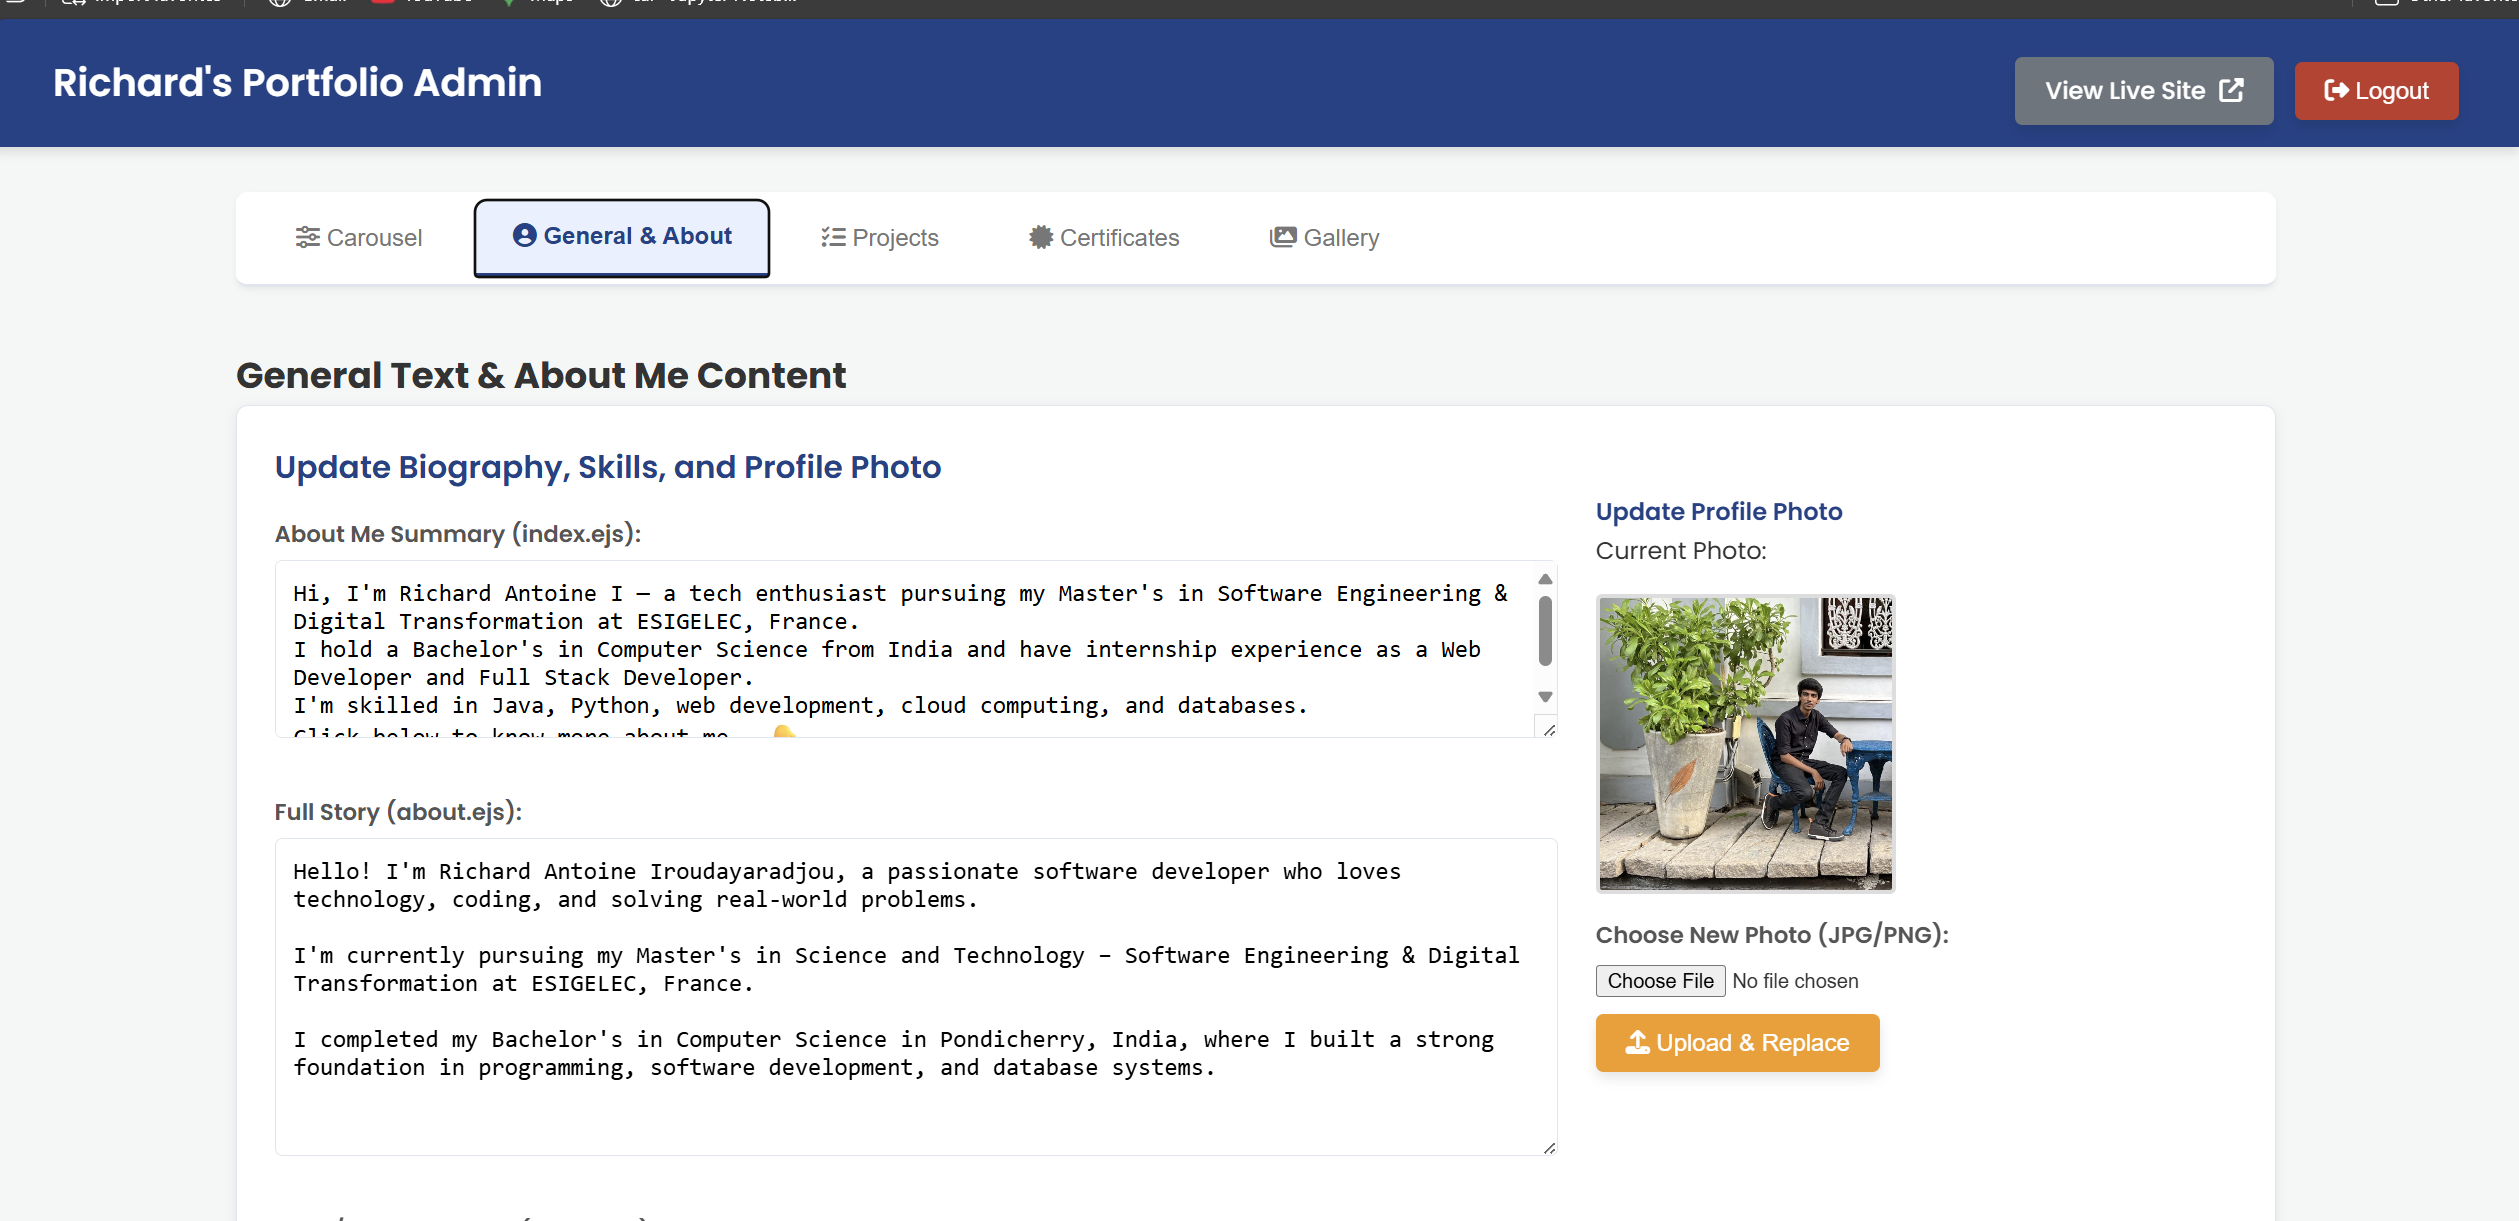 Richard's Portfolio Admin
View Live Site
Logout
Carousel
General & About
Projects
Certificates
Gallery
General Text & About Me Content
Update Biography, Skills, and Profile Photo
About Me Summary (index.ejs):
Hi, I'm Richard Antoine I — a tech enthusiast pursuing my Master's in Software Engineering &
Digital Transformation at ESIGELEC, France.
I hold a Bachelor's in Computer Science from India and have internship experience as a Web
Developer and Full Stack Developer.
I'm skilled in Java, Python, web development, cloud computing, and databases.
Click below to know more about me
Full Story (about.ejs):
Hello! I'm Richard Antoine Iroudayaradjou, a passionate software developer who loves
technology, coding, and solving real-world problems.
I'm currently pursuing my Master's in Science and Technology – Software Engineering & Digital
Transformation at ESIGELEC, France.
I completed my Bachelor's in Computer Science in Pondicherry, India, where I built a strong
foundation in programming, software development, and database systems.
Update Profile Photo
Current Photo:
Choose New Photo (JPG/PNG):
Choose File No file chosen
Upload & Replace